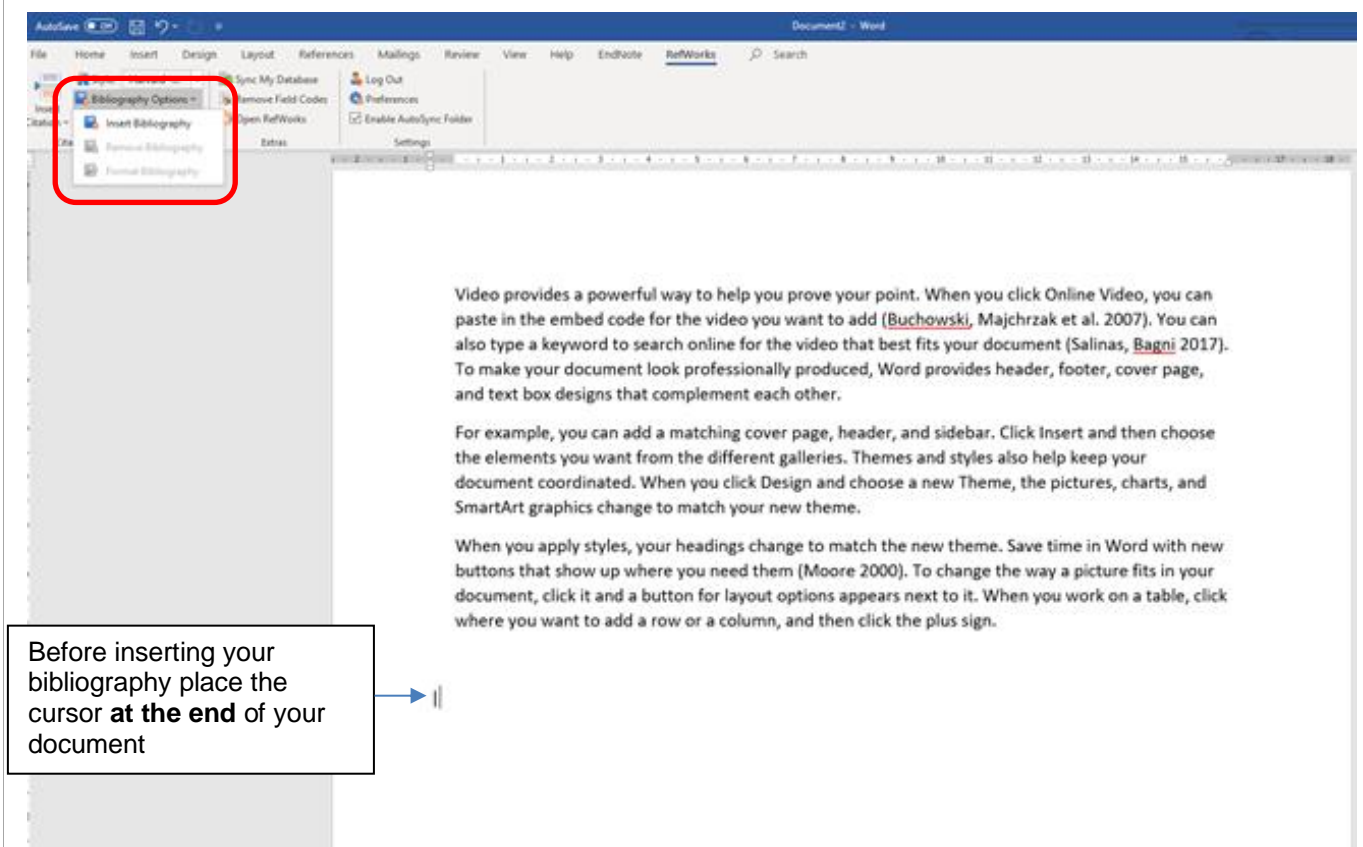 AutoSave On
Document2 - Word
File Home Insert Design Layout References Mailings Review View Help EndNote RefWorks Search
Sync My Database
Log Out
Bibliography Options
Remove Field Codes
Preferences
Insert
Citation
Insert Bibliography
Open RefWorks
Enable AutoSync Folder
Remove Bibliography
Extras
Settings
Format Bibliography
Video provides a powerful way to help you prove your point. When you click Online Video, you can
paste in the embed code for the video you want to add (Buchowski, Majchrzak et al. 2007). You can
also type a keyword to search online for the video that best fits your document (Salinas, Bagni 2017).
To make your document look professionally produced, Word provides header, footer, cover page,
and text box designs that complement each other.
For example, you can add a matching cover page, header, and sidebar. Click Insert and then choose
the elements you want from the different galleries. Themes and styles also help keep your
document coordinated. When you click Design and choose a new Theme, the pictures, charts, and
SmartArt graphics change to match your new theme.
When you apply styles, your headings change to match the new theme. Save time in Word with new
buttons that show up where you need them (Moore 2000). To change the way a picture fits in your
document, click it and a button for layout options appears next to it. When you work on a table, click
where you want to add a row or a column, and then click the plus sign.
Before inserting your
bibliography place the
cursor at the end of your
document